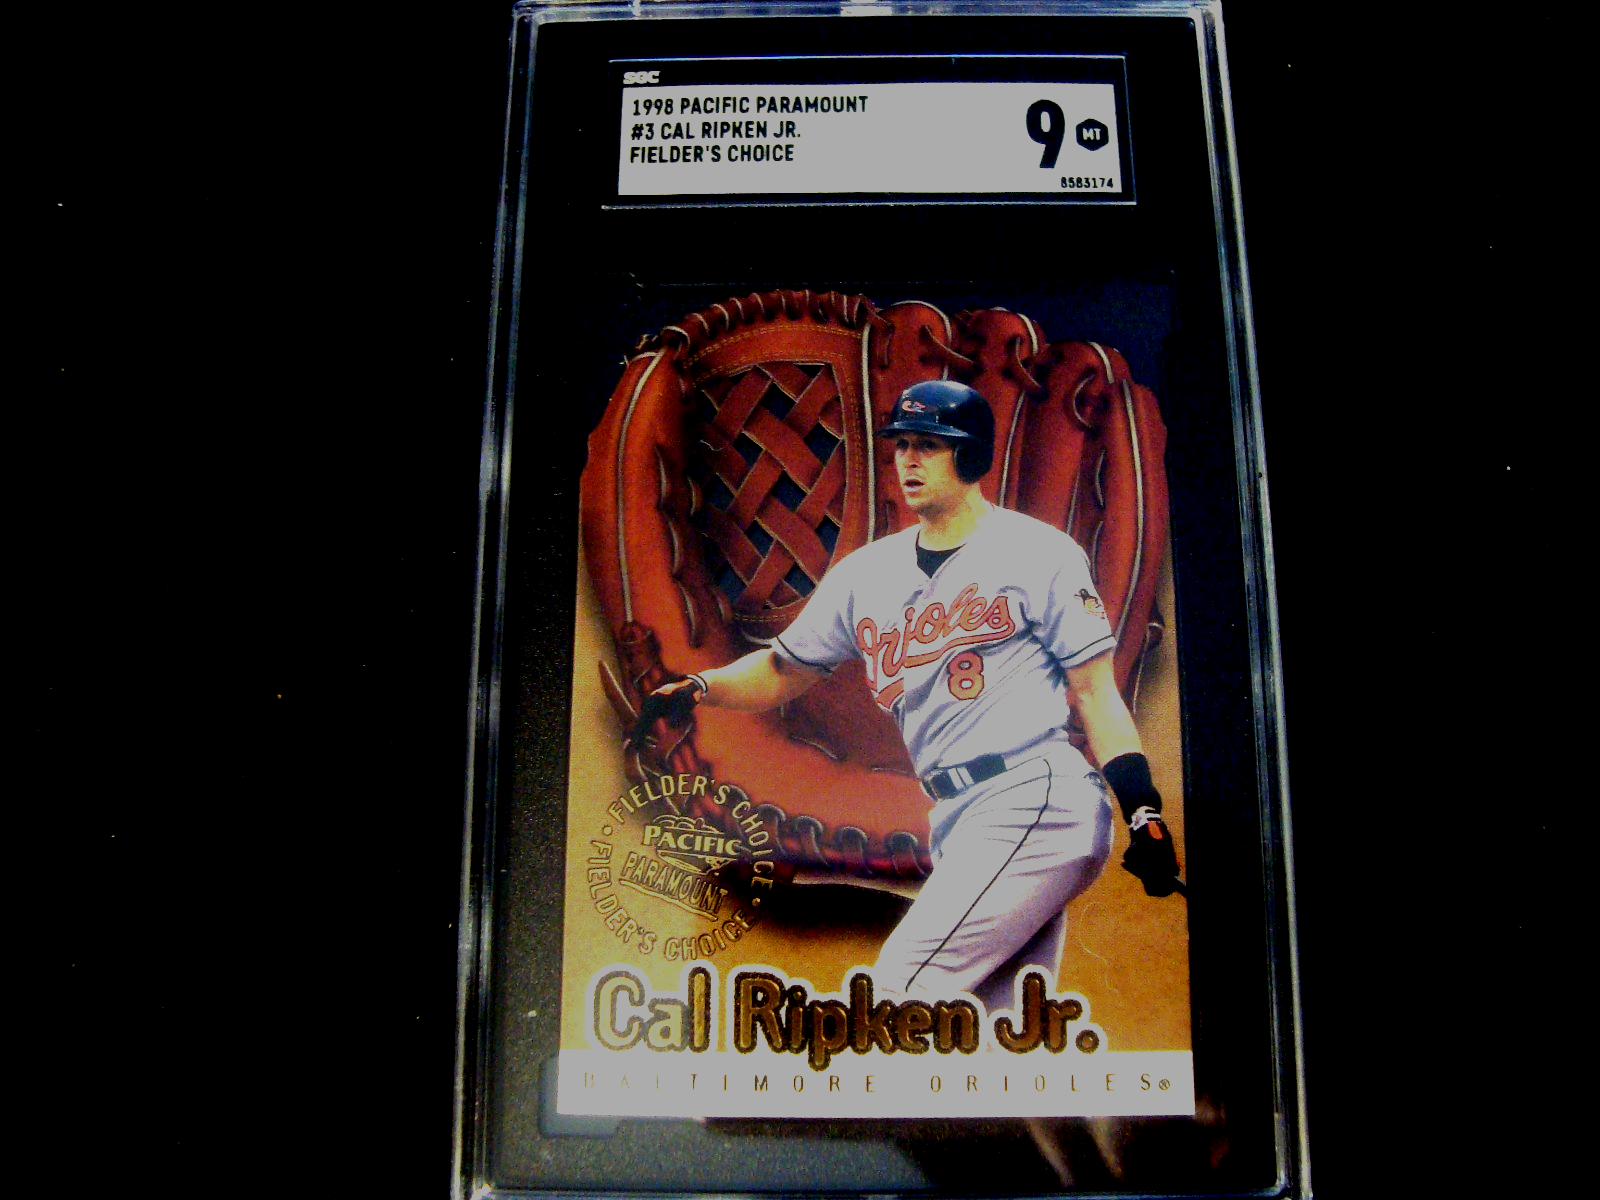 SGC
1998 PACIFIC PARAMOUNT
#3 CAL RIPKEN JR.
FIELDER'S CHOICE
9 MT
8583174
Orioles
8
FIELDER'S CHOICE • FIELDER'S CHOICE •
PACIFIC
PARAMOUNT
Cal Ripken Jr.
BALTIMORE ORIOLES®